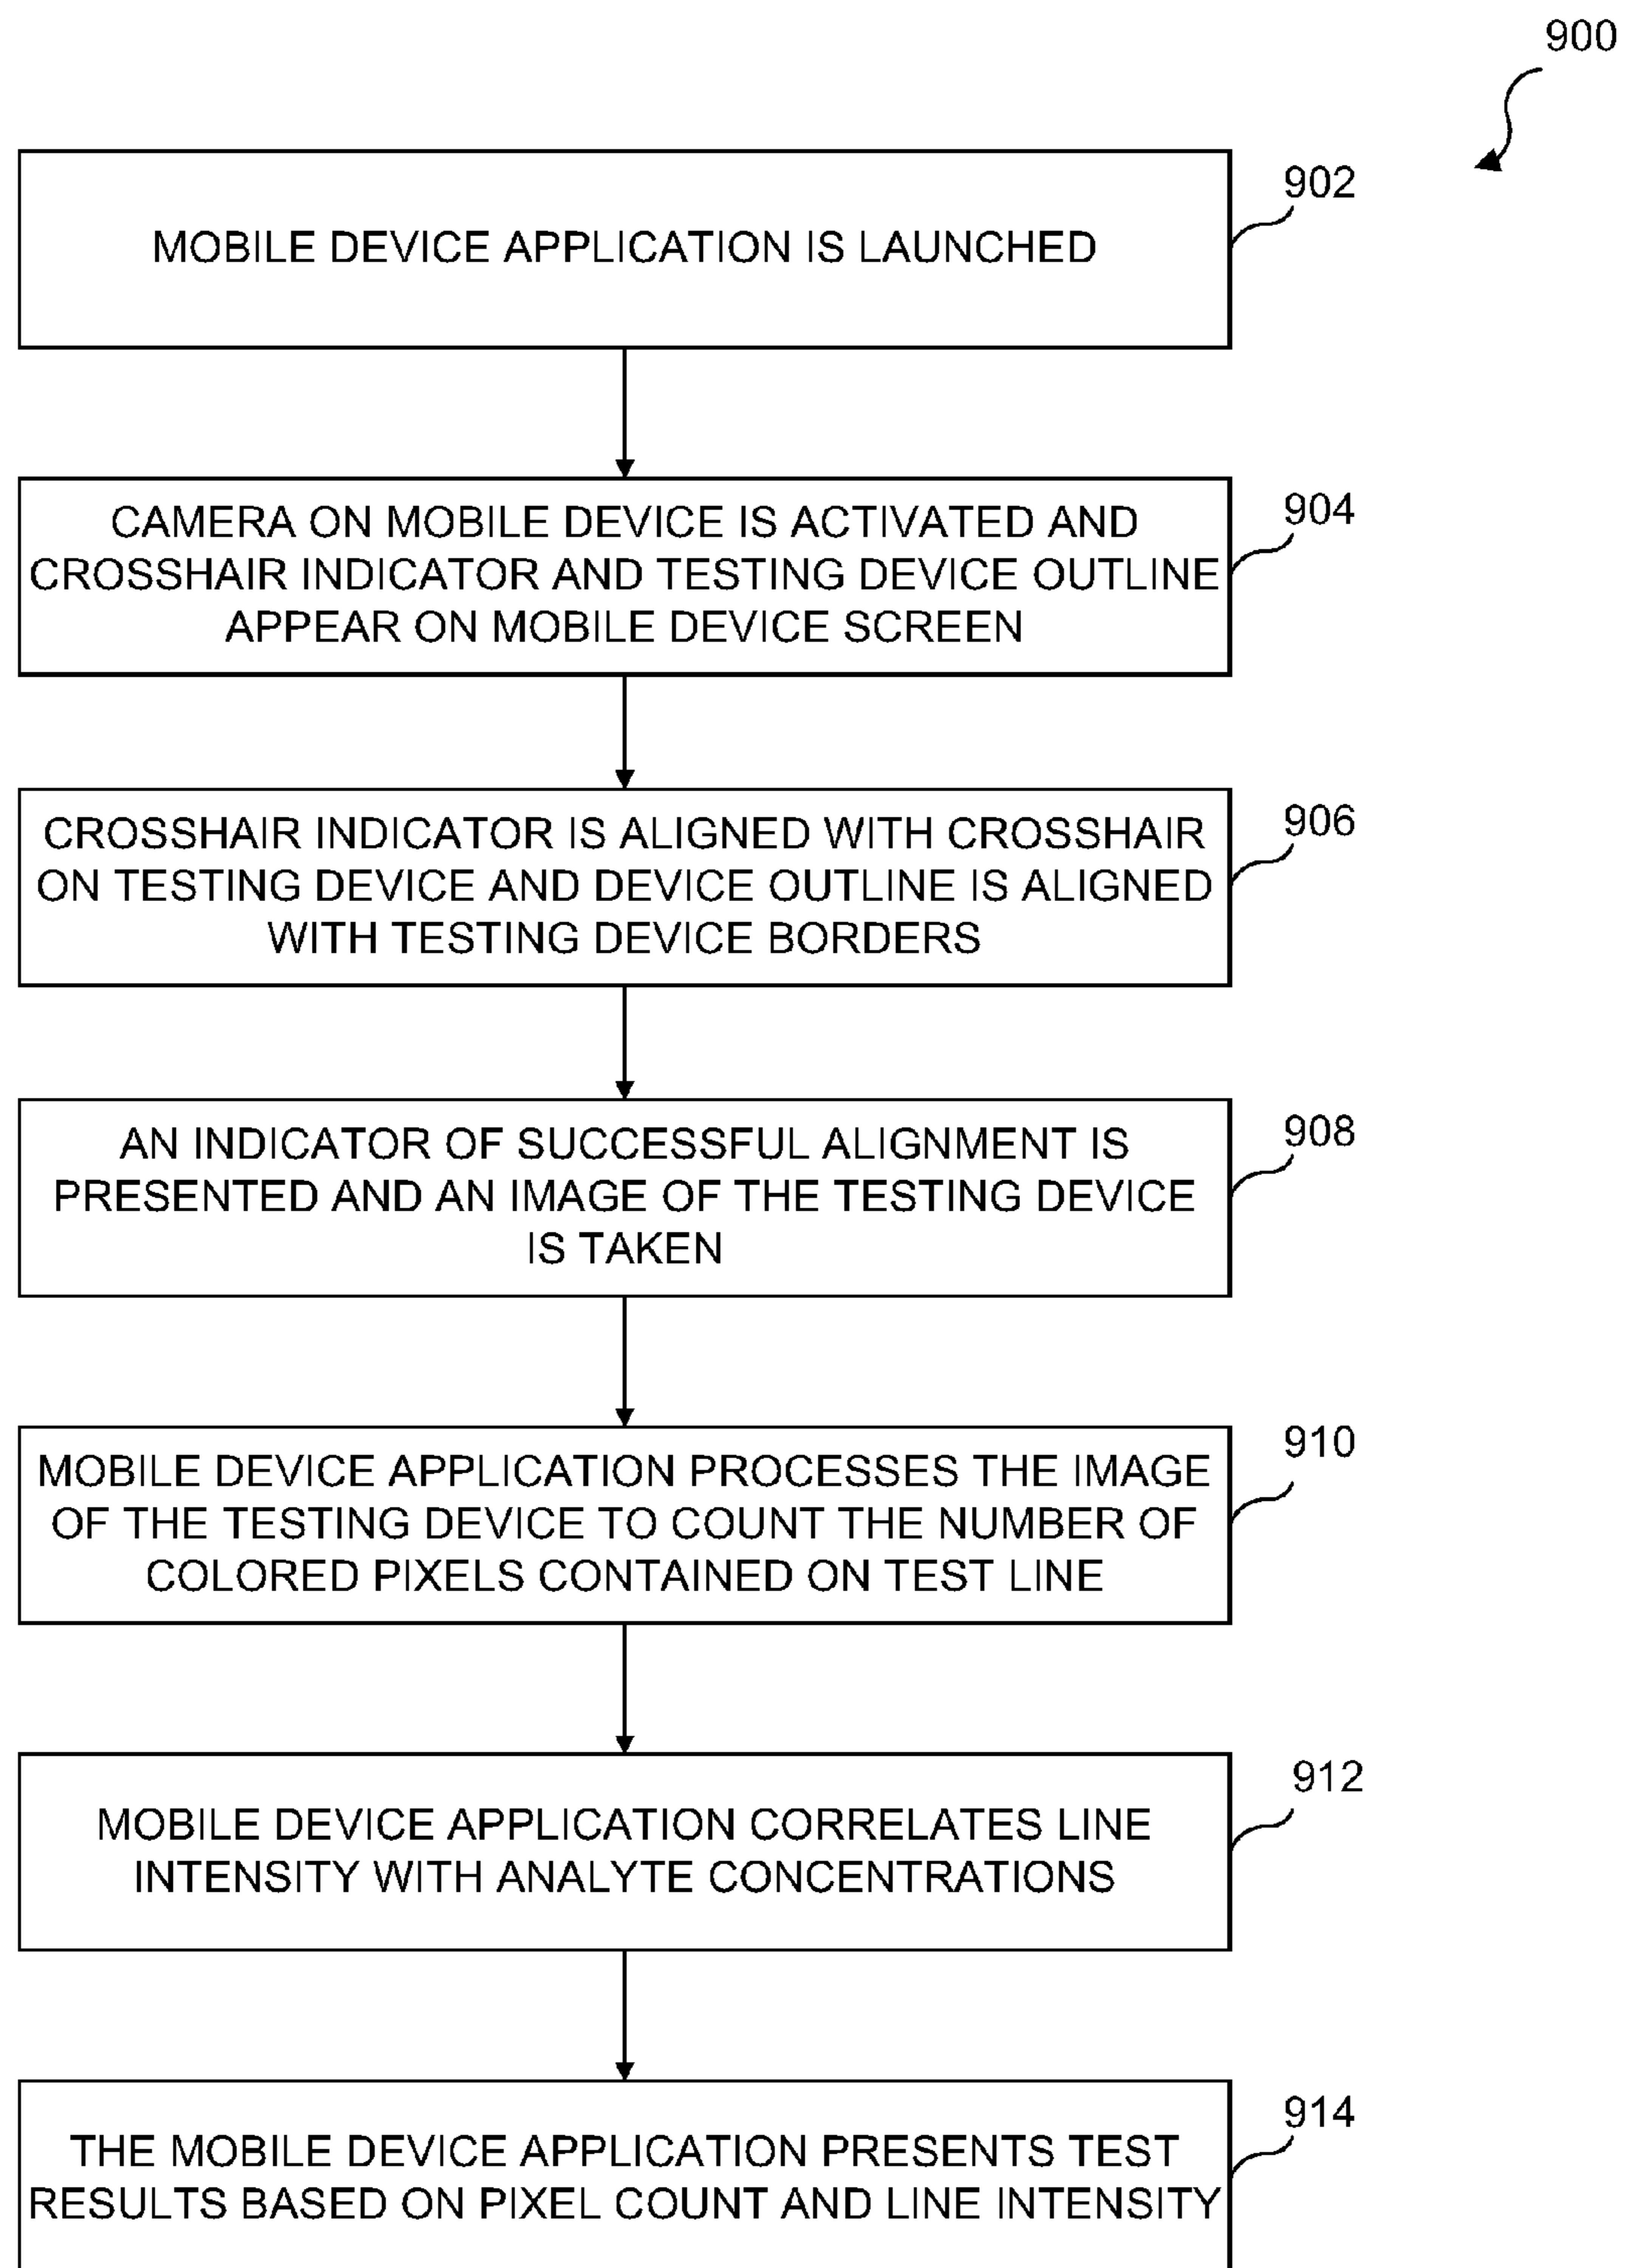 900
902
MOBILE DEVICE APPLICATION IS LAUNCHED
904
CAMERA ON MOBILE DEVICE IS ACTIVATED AND
CROSSHAIR INDICATOR AND TESTING DEVICE OUTLINE
APPEAR ON MOBILE DEVICE SCREEN
906
CROSSHAIR INDICATOR IS ALIGNED WITH CROSSHAIR
ON TESTING DEVICE AND DEVICE OUTLINE IS ALIGNED
WITH TESTING DEVICE BORDERS
908
AN INDICATOR OF SUCCESSFUL ALIGNMENT IS
PRESENTED AND AN IMAGE OF THE TESTING DEVICE
IS TAKEN
910
MOBILE DEVICE APPLICATION PROCESSES THE IMAGE
OF THE TESTING DEVICE TO COUNT THE NUMBER OF
COLORED PIXELS CONTAINED ON TEST LINE
912
MOBILE DEVICE APPLICATION CORRELATES LINE
INTENSITY WITH ANALYTE CONCENTRATIONS
914
THE MOBILE DEVICE APPLICATION PRESENTS TEST
RESULTS BASED ON PIXEL COUNT AND LINE INTENSITY